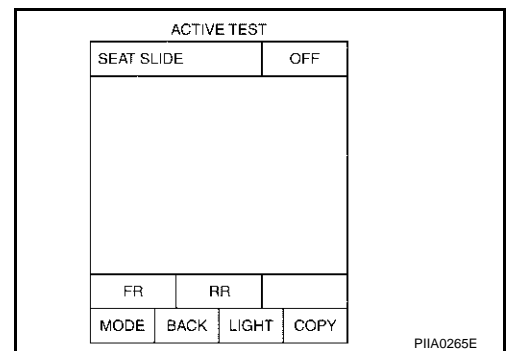 ACTIVE TEST
SEAT SLIDE OFF
FR RR
MODE BACK LIGHT COPY
PIIA0265E